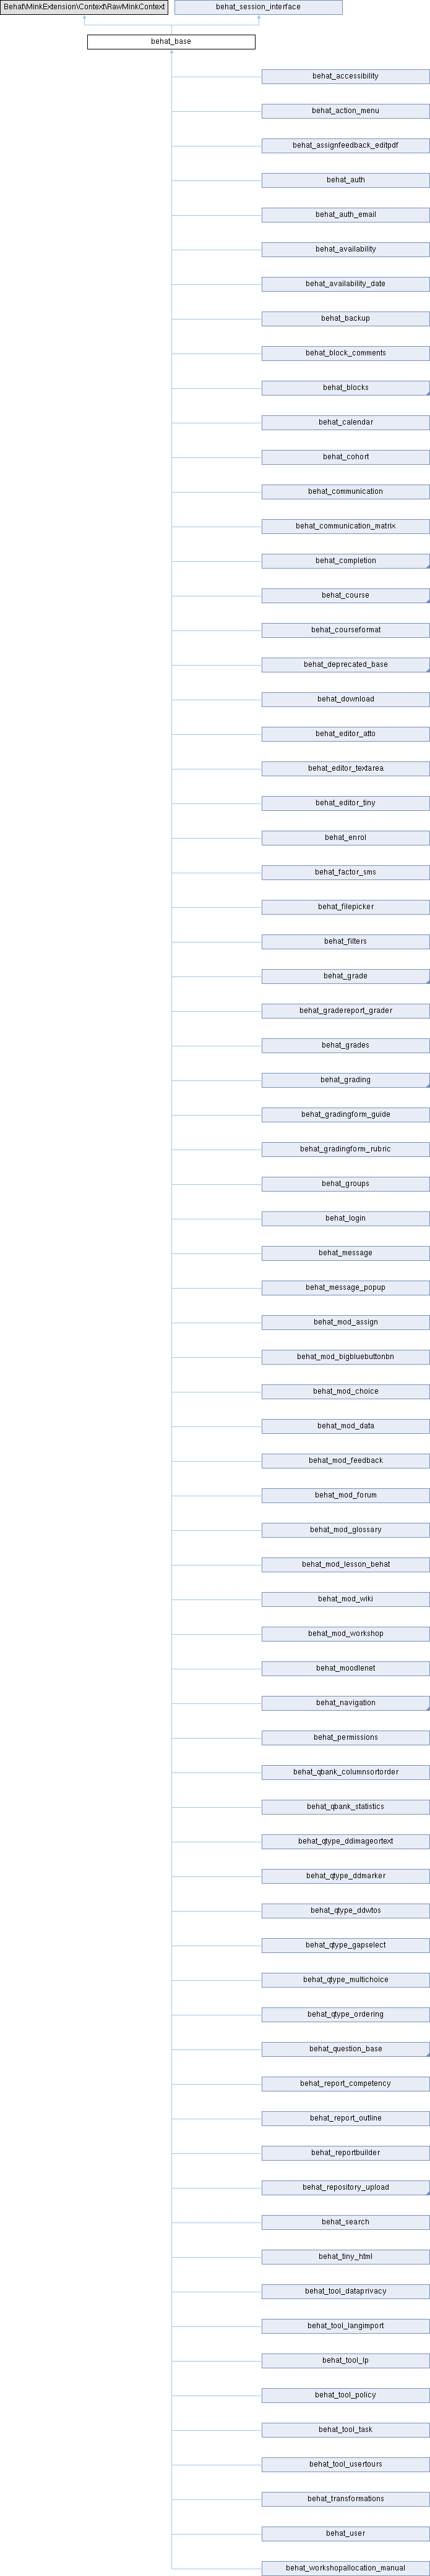 Behat\MinkExtension\Context\RawMinkContext
behat_session_interface
behat_base
behat_accessibility
behat_action_menu
behat_assignfeedback_editpdf
behat_auth
behat_auth_email
behat_availability
behat_availability_date
behat_backup
behat_block_comments
behat_blocks
behat_calendar
behat_cohort
behat_communication
behat_communication_matrix
behat_completion
behat_course
behat_courseformat
behat_deprecated_base
behat_download
behat_editor_atto
behat_editor_textarea
behat_editor_tiny
behat_enrol
behat_factor_sms
behat_filepicker
behat_filters
behat_grade
behat_gradereport_grader
behat_grades
behat_grading
behat_gradingform_guide
behat_gradingform_rubric
behat_groups
behat_login
behat_message
behat_message_popup
behat_mod_assign
behat_mod_bigbluebuttonbn
behat_mod_choice
behat_mod_data
behat_mod_feedback
behat_mod_forum
behat_mod_glossary
behat_mod_lesson_behat
behat_mod_wiki
behat_mod_workshop
behat_moodlenet
behat_navigation
behat_permissions
behat_qbank_columnsortorder
behat_qbank_statistics
behat_qtype_ddimageortext
behat_qtype_ddmarker
behat_qtype_ddwtos
behat_qtype_gapselect
behat_qtype_multichoice
behat_qtype_ordering
behat_question_base
behat_report_competency
behat_report_outline
behat_reportbuilder
behat_repository_upload
behat_search
behat_tiny_html
behat_tool_dataprivacy
behat_tool_langimport
behat_tool_lp
behat_tool_policy
behat_tool_task
behat_tool_usertours
behat_transformations
behat_user
behat_workshopallocation_manual